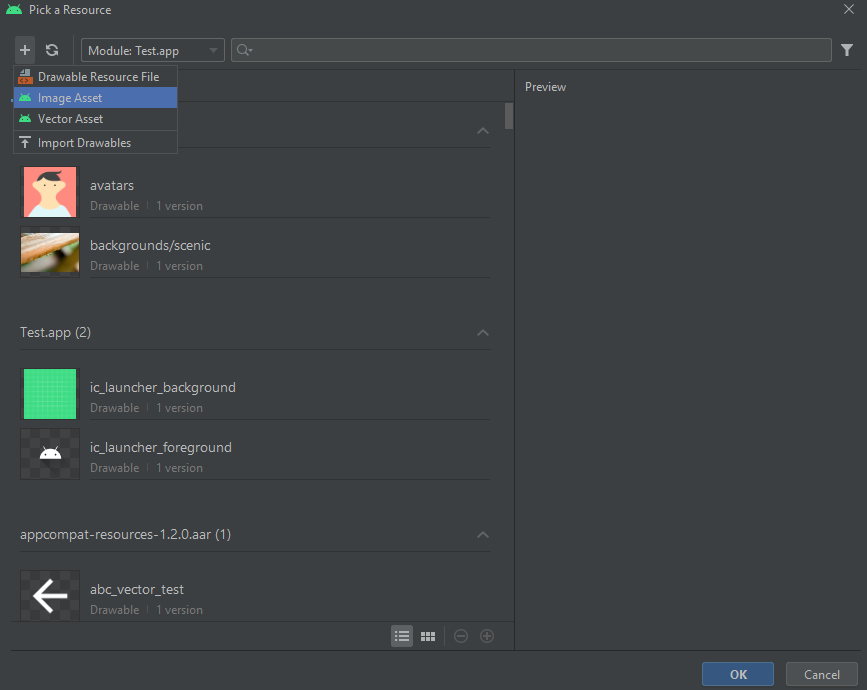 Pick a Resource
Module: Test.app
Drawable Resource File
Image Asset
Vector Asset
Import Drawables
Preview
avatars
Drawable | 1 version
backgrounds/scenic
Drawable | 1 version
Test.app (2)
ic_launcher_background
Drawable | 1 version
ic_launcher_foreground
Drawable | 1 version
appcompat-resources-1.2.0.aar (1)
abc_vector_test
Drawable | 1 version
OK
Cancel